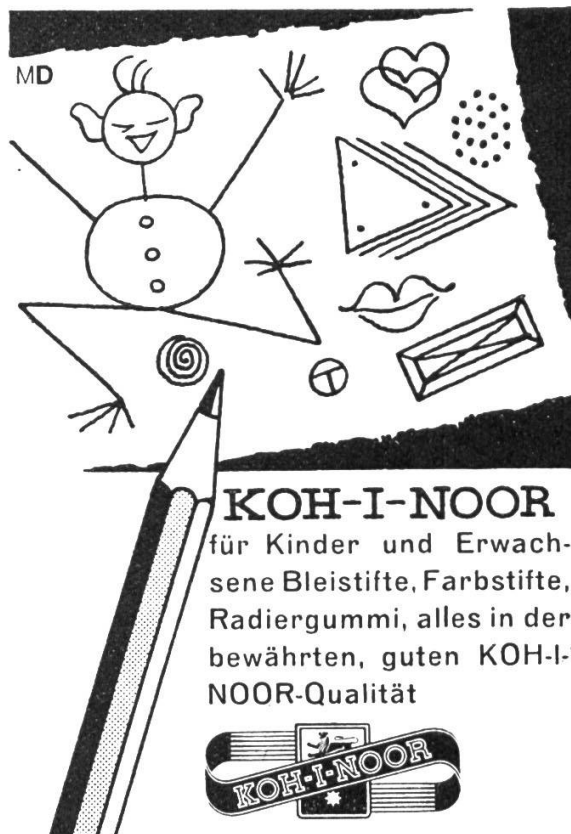 MD
KOH-I-NOOR
für Kinder und Erwach-
sene Bleistifte, Farbstifte,
Radiergummi, alles in der
bewährten, guten KOH-I-
NOOR-Qualität
KOH-I-NOOR